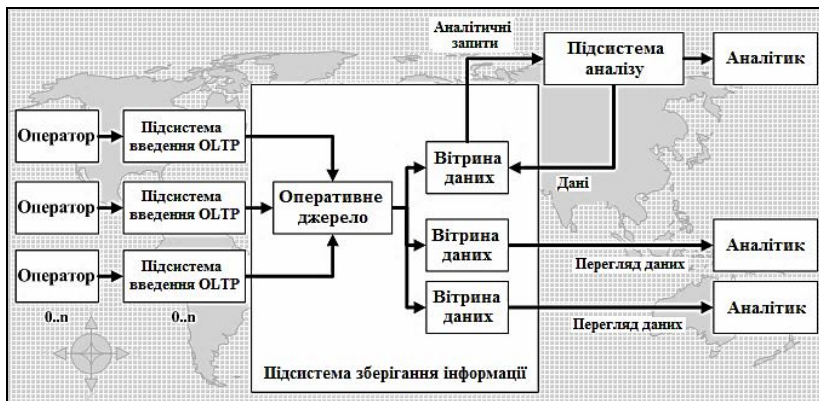 Аналітичні
запити
Підсистема
аналізу
Аналітик
Оператор
Підсистема
введення OLTP
Вітрина
даних
Дані
Оператор
Підсистема
введення OLTP
Оперативне
джерело
Оператор
Підсистема
введення OLTP
Вітрина
даних
Перегляд даних
Аналітик
0..n
0..n
Вітрина
даних
Перегляд даних
Аналітик
Підсистема зберігання інформації